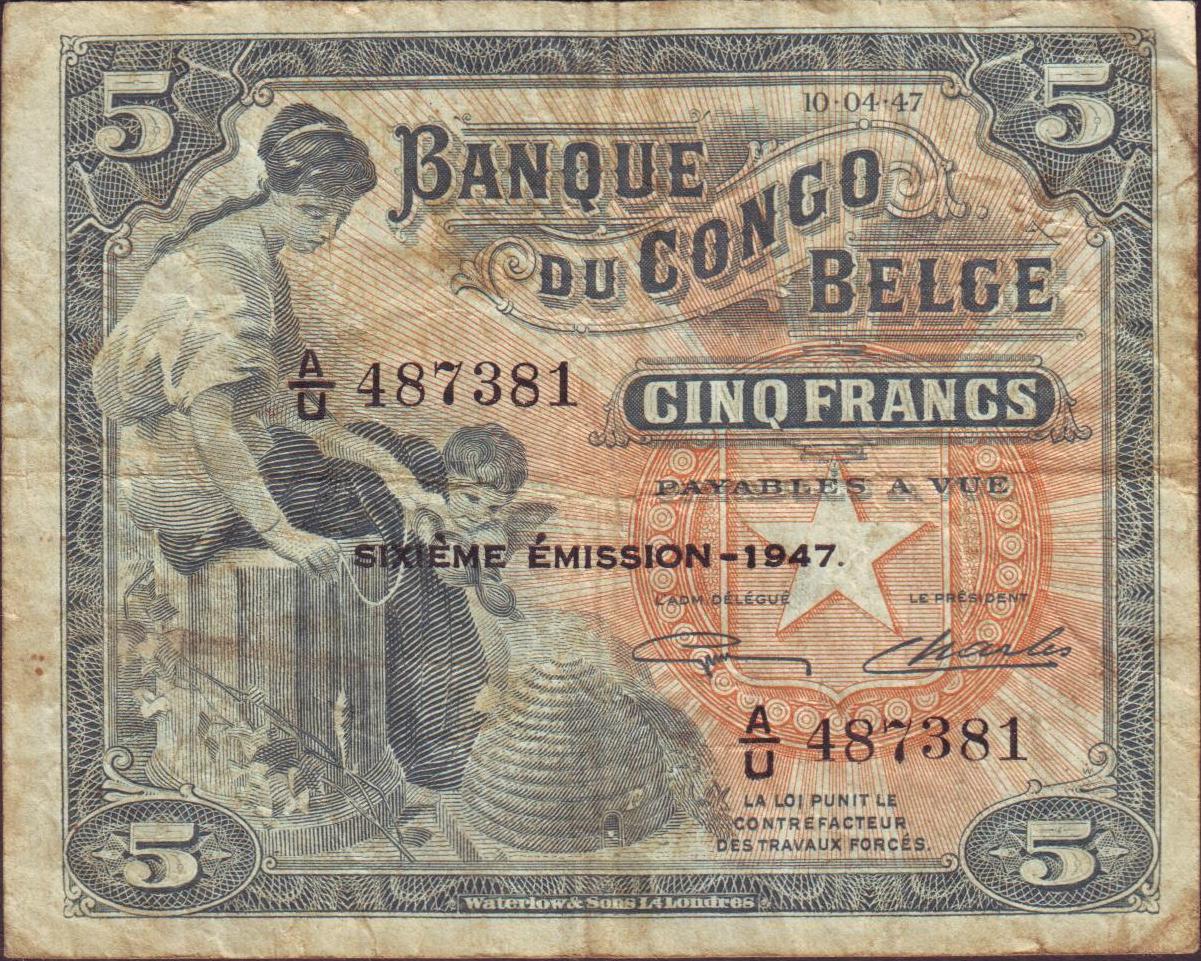 5
5
10·04·47
BANQUE
DU CONGO
BELGE
A/U 487381
CINQ FRANCS
PAYABLES A VUE
SIXIÈME ÉMISSION-1947.
L'ADM. DÉLÉGUÉ
LE PRÉSIDENT
Charles
A/U 487381
LA LOI PUNIT LE
CONTREFACTEUR
DES TRAVAUX FORCÉS.
5
5
Waterlow & Sons Ld Londres